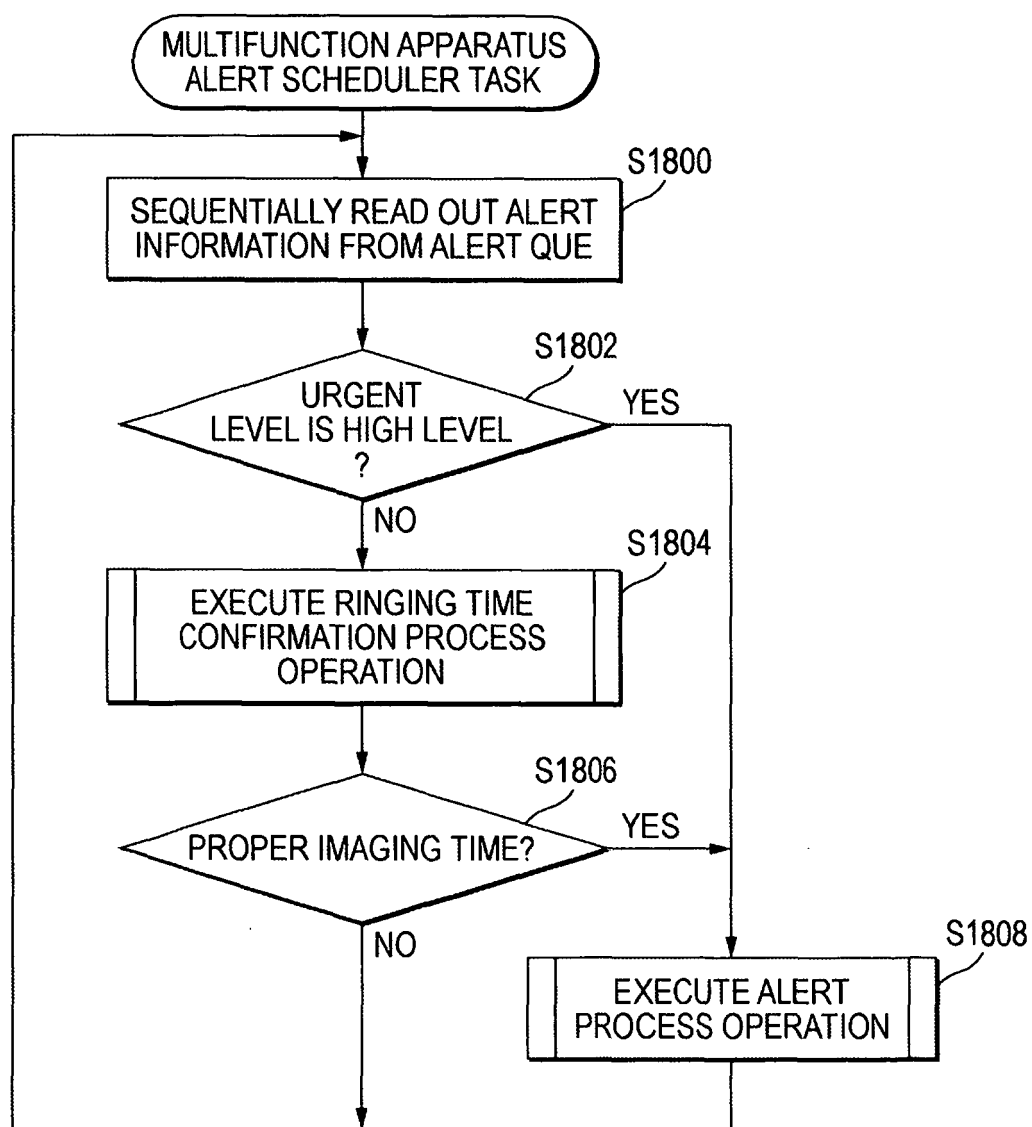 MULTIFUNCTION APPARATUS
ALERT SCHEDULER TASK
S1800
SEQUENTIALLY READ OUT ALERT
INFORMATION FROM ALERT QUE
S1802
URGENT
LEVEL IS HIGH LEVEL
?
YES
NO
S1804
EXECUTE RINGING TIME
CONFIRMATION PROCESS
OPERATION
S1806
PROPER IMAGING TIME?
YES
NO
S1808
EXECUTE ALERT
PROCESS OPERATION